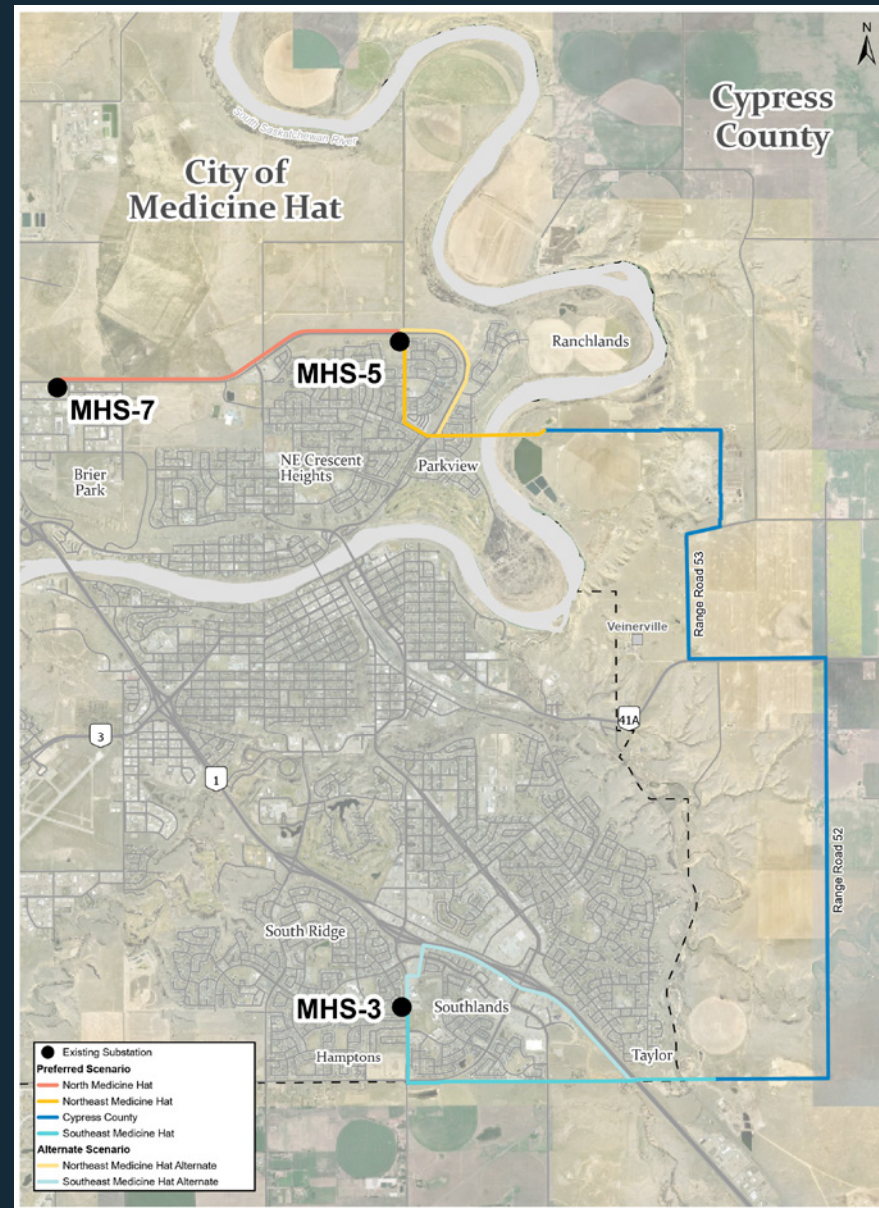 N
Cypress
County
South Saskatchewan River
City of
Medicine Hat
Ranchlands
MHS-5
MHS-7
NE Crescent
Heights
Parkview
Brier
Park
Range Road 53
Veinerville
41A
3
1
Range Road 52
South Ridge
MHS-3
Southlands
Hamptons
Taylor
Existing Substation
Preferred Scenario
North Medicine Hat
Northeast Medicine Hat
Cypress County
Southeast Medicine Hat
Alternate Scenario
Northeast Medicine Hat Alternate
Southeast Medicine Hat Alternate